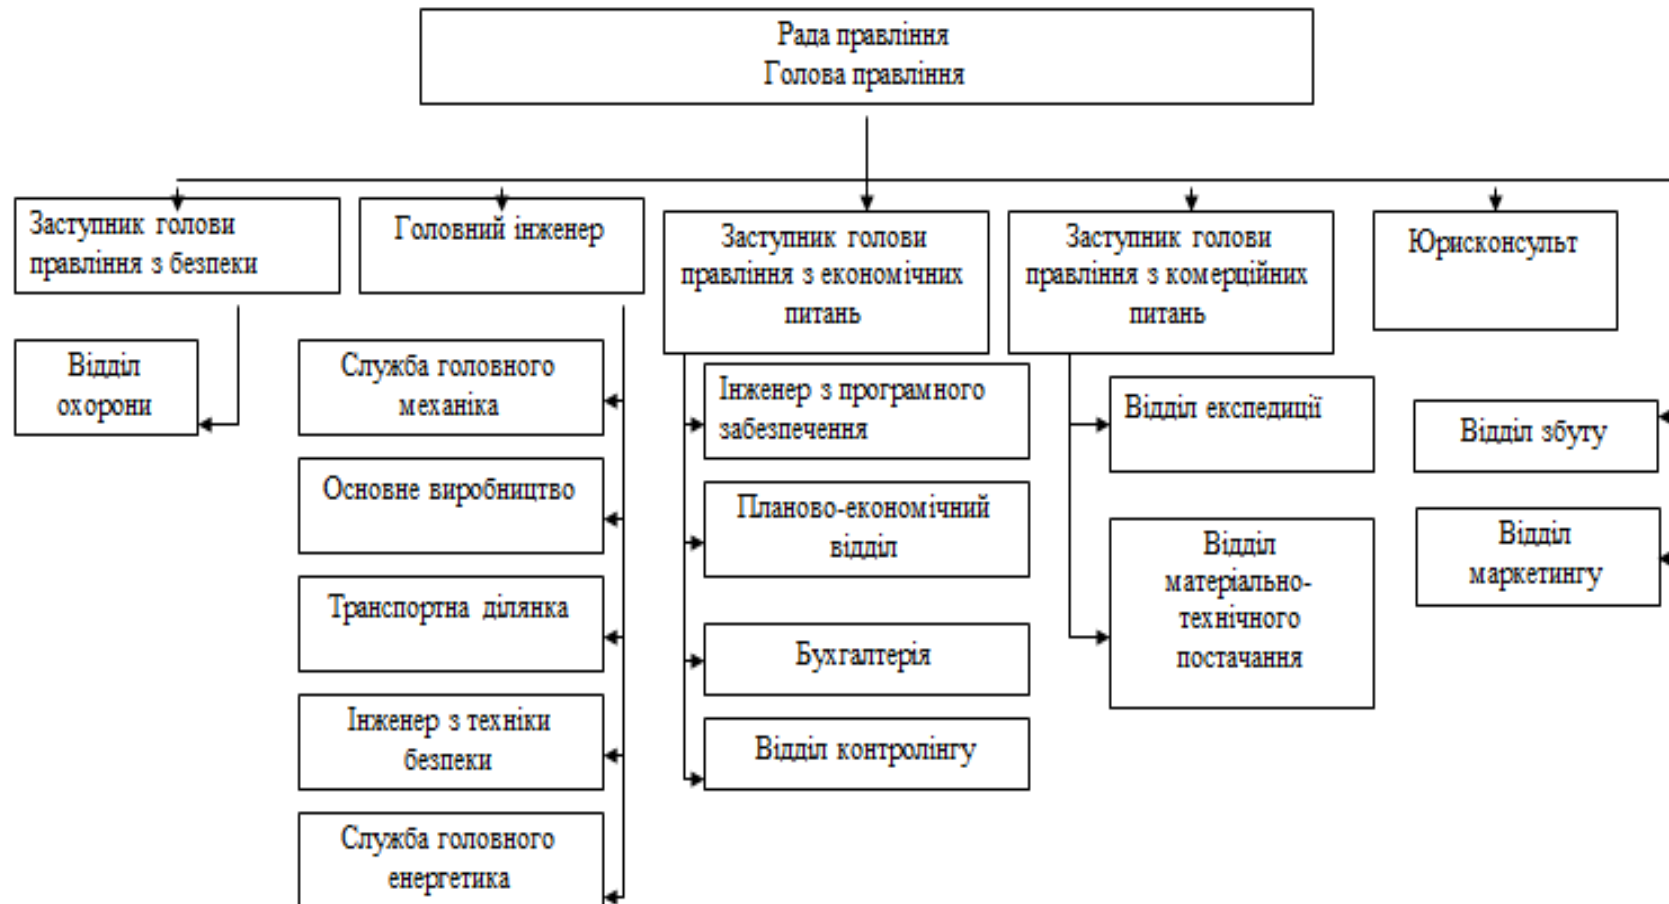 Рада правління
Голова правління
Заступник голови
правління з безпеки
Головний інженер
Заступник голови
правління з економічних
питань
Заступник голови
правління з комерційних
питань
Юрисконсульт
Відділ
охорони
Служба головного
механіка
Основне виробництво
Транспортна ділянка
Інженер з техніки
безпеки
Служба головного
енергетика
Інженер з програмного
забезпечення
Планово-економічний
відділ
Бухгалтерія
Відділ контролінгу
Відділ експедиції
Відділ
матеріально-
технічного
постачання
Відділ збуту
Відділ
маркетингу